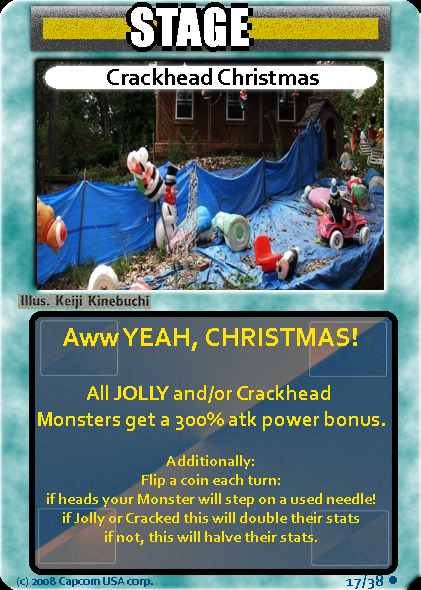 STAGE
Crackhead Christmas
Illus. Keiji Kinebuchi
Aww YEAH, CHRISTMAS!
All JOLLY and/or Crackhead
Monsters get a 300% atk power bonus.
Additionally:
Flip a coin each turn:
if heads your Monster will step on a used needle!
if Jolly or Cracked this will double their stats
if not, this will halve their stats.
(c) 2008 Capcom USA corp.
17/38 ●